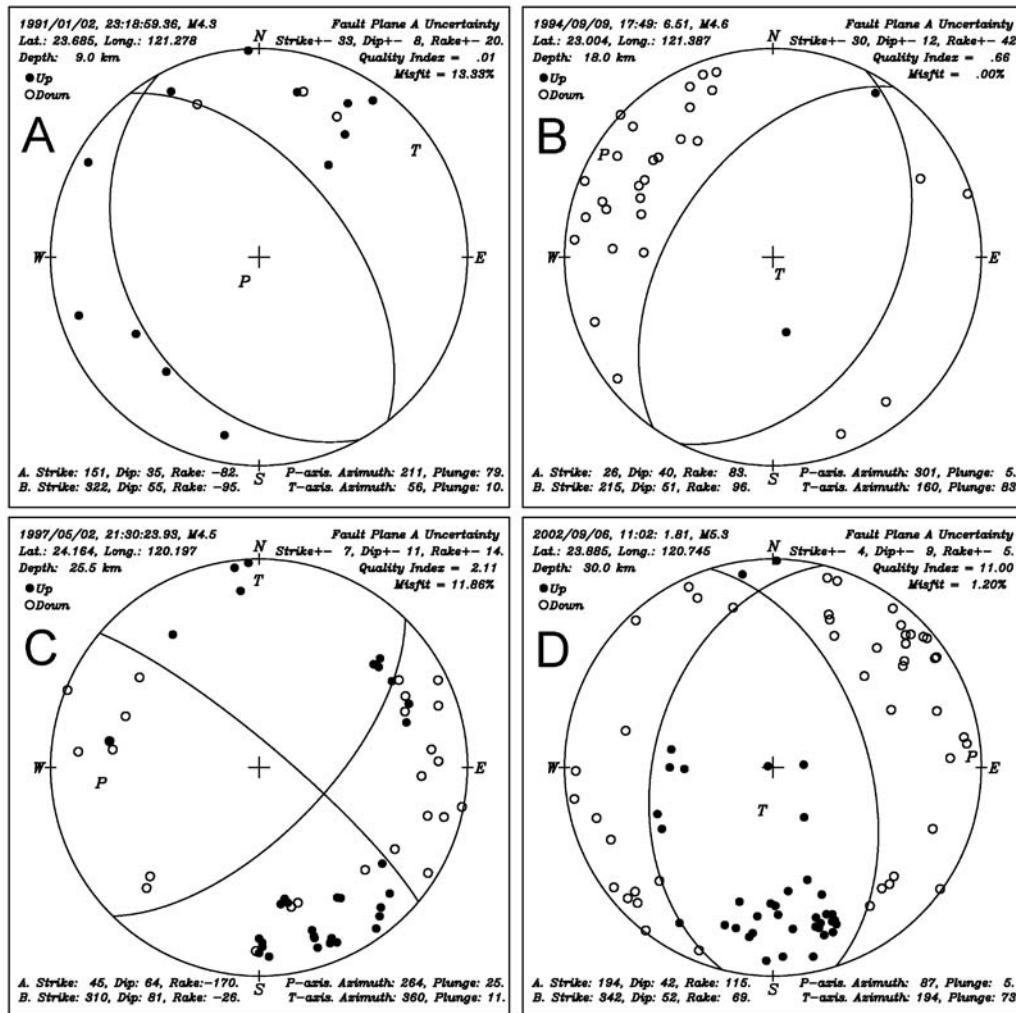 1991/01/02, 23:18:59.36, M4.3 Fault Plane A Uncertainty
Lat.: 23.685, Long.: 121.278 N Strike+- 33, Dip+- 8, Rake+- 20.
Depth: 9.0 km Quality Index = .01
Up Misfit = 13.33%
Down
A
T
W E
P
S
A. Strike: 151, Dip: 35, Rake: -82. P-axis. Azimuth: 211, Plunge: 79.
B. Strike: 322, Dip: 55, Rake: -95. T-axis. Azimuth: 56, Plunge: 10.
1994/09/09, 17:49: 6.51, M4.6 Fault Plane A Uncertainty
Lat.: 23.004, Long.: 121.387 N Strike+- 30, Dip+- 12, Rake+- 42
Depth: 18.0 km Quality Index = .66
Up Misfit = .00%
Down
B
P
W E
T
S
A. Strike: 26, Dip: 40, Rake: 83. P-axis. Azimuth: 301, Plunge: 5.
B. Strike: 215, Dip: 51, Rake: 96. T-axis. Azimuth: 160, Plunge: 83
1997/05/02, 21:30:23.93, M4.5 Fault Plane A Uncertainty
Lat.: 24.164, Long.: 120.197 N Strike+- 7, Dip+- 11, Rake+- 14.
Depth: 25.5 km Quality Index = 2.11
Up T Misfit = 11.86%
Down
C
W E
P
S
A. Strike: 45, Dip: 64, Rake:-170. P-axis. Azimuth: 264, Plunge: 25.
B. Strike: 310, Dip: 81, Rake: -26. T-axis. Azimuth: 360, Plunge: 11.
2002/09/06, 11:02: 1.81, M5.3 Fault Plane A Uncertainty
Lat.: 23.885, Long.: 120.745 N Strike+- 4, Dip+- 9, Rake+- 5.
Depth: 30.0 km Quality Index = 11.00
Up Misfit = 1.20%
Down
D
P
W E
T
S
A. Strike: 194, Dip: 42, Rake: 115. P-axis. Azimuth: 87, Plunge: 5.
B. Strike: 342, Dip: 52, Rake: 69. T-axis. Azimuth: 194, Plunge: 73